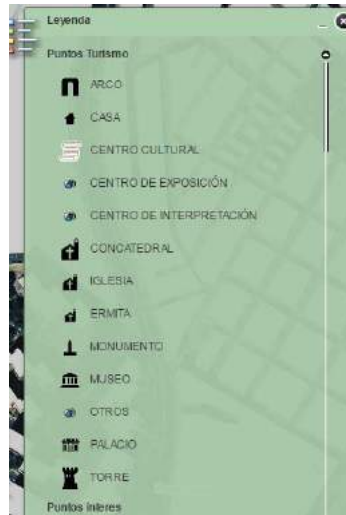 Leyenda
Puntos Turismo
ARCO
CASA
CENTRO CULTURAL
CENTRO DE EXPOSICIÓN
CENTRO DE INTERPRETACIÓN
CONCATEDRAL
IGLESIA
ERMITA
MONUMENTO
MUSEO
OTROS
PALACIO
TORRE
Puntos interes